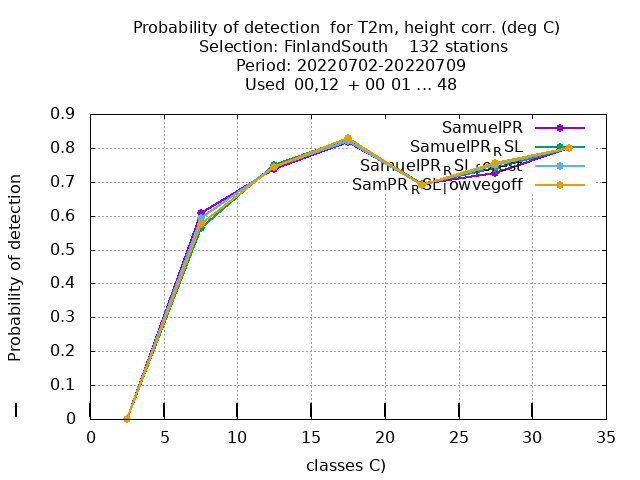 Probability of detection for T2m, height corr. (deg C)
Selection: FinlandSouth 132 stations
Period: 20220702-20220709
Used 00,12 + 00 01 ... 48
SamuelPR
SamuelPR_RSL
SamuelPR_RSL
SamPR_RSL_lowvegoff
Probability of detection
0.9
0.8
0.7
0.6
0.5
0.4
0.3
0.2
0.1
0
0 5 10 15 20 25 30 35
classes C)